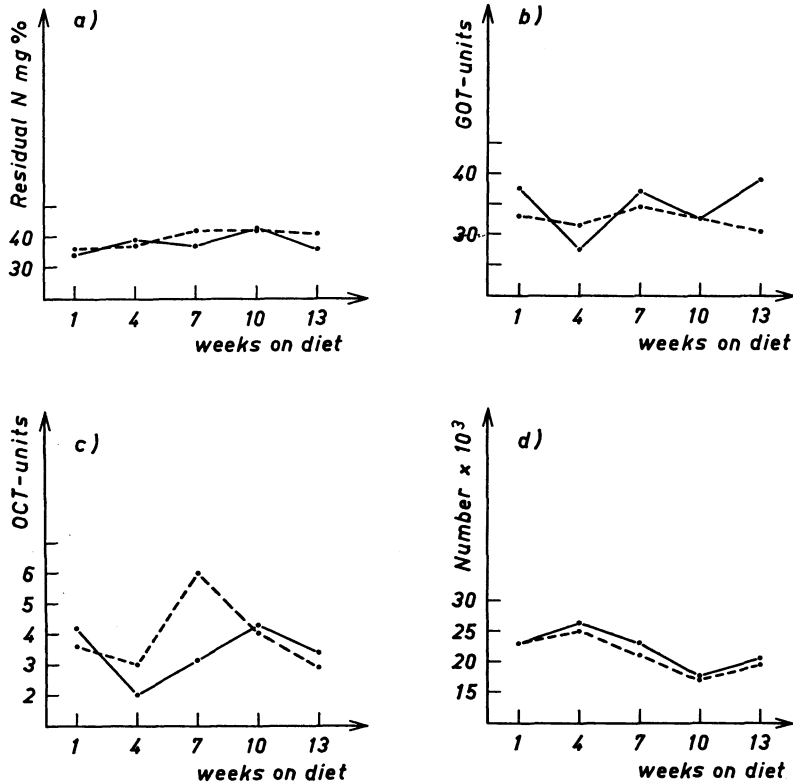 a)
Residual N mg%
40
30
1 4 7 10 13
weeks on diet
b)
GOT-units
40
30
1 4 7 10 13
weeks on diet
c)
OCT-units
6
5
4
3
2
1 4 7 10 13
weeks on diet
d)
Number × 10³
30
25
20
15
1 4 7 10 13
weeks on diet